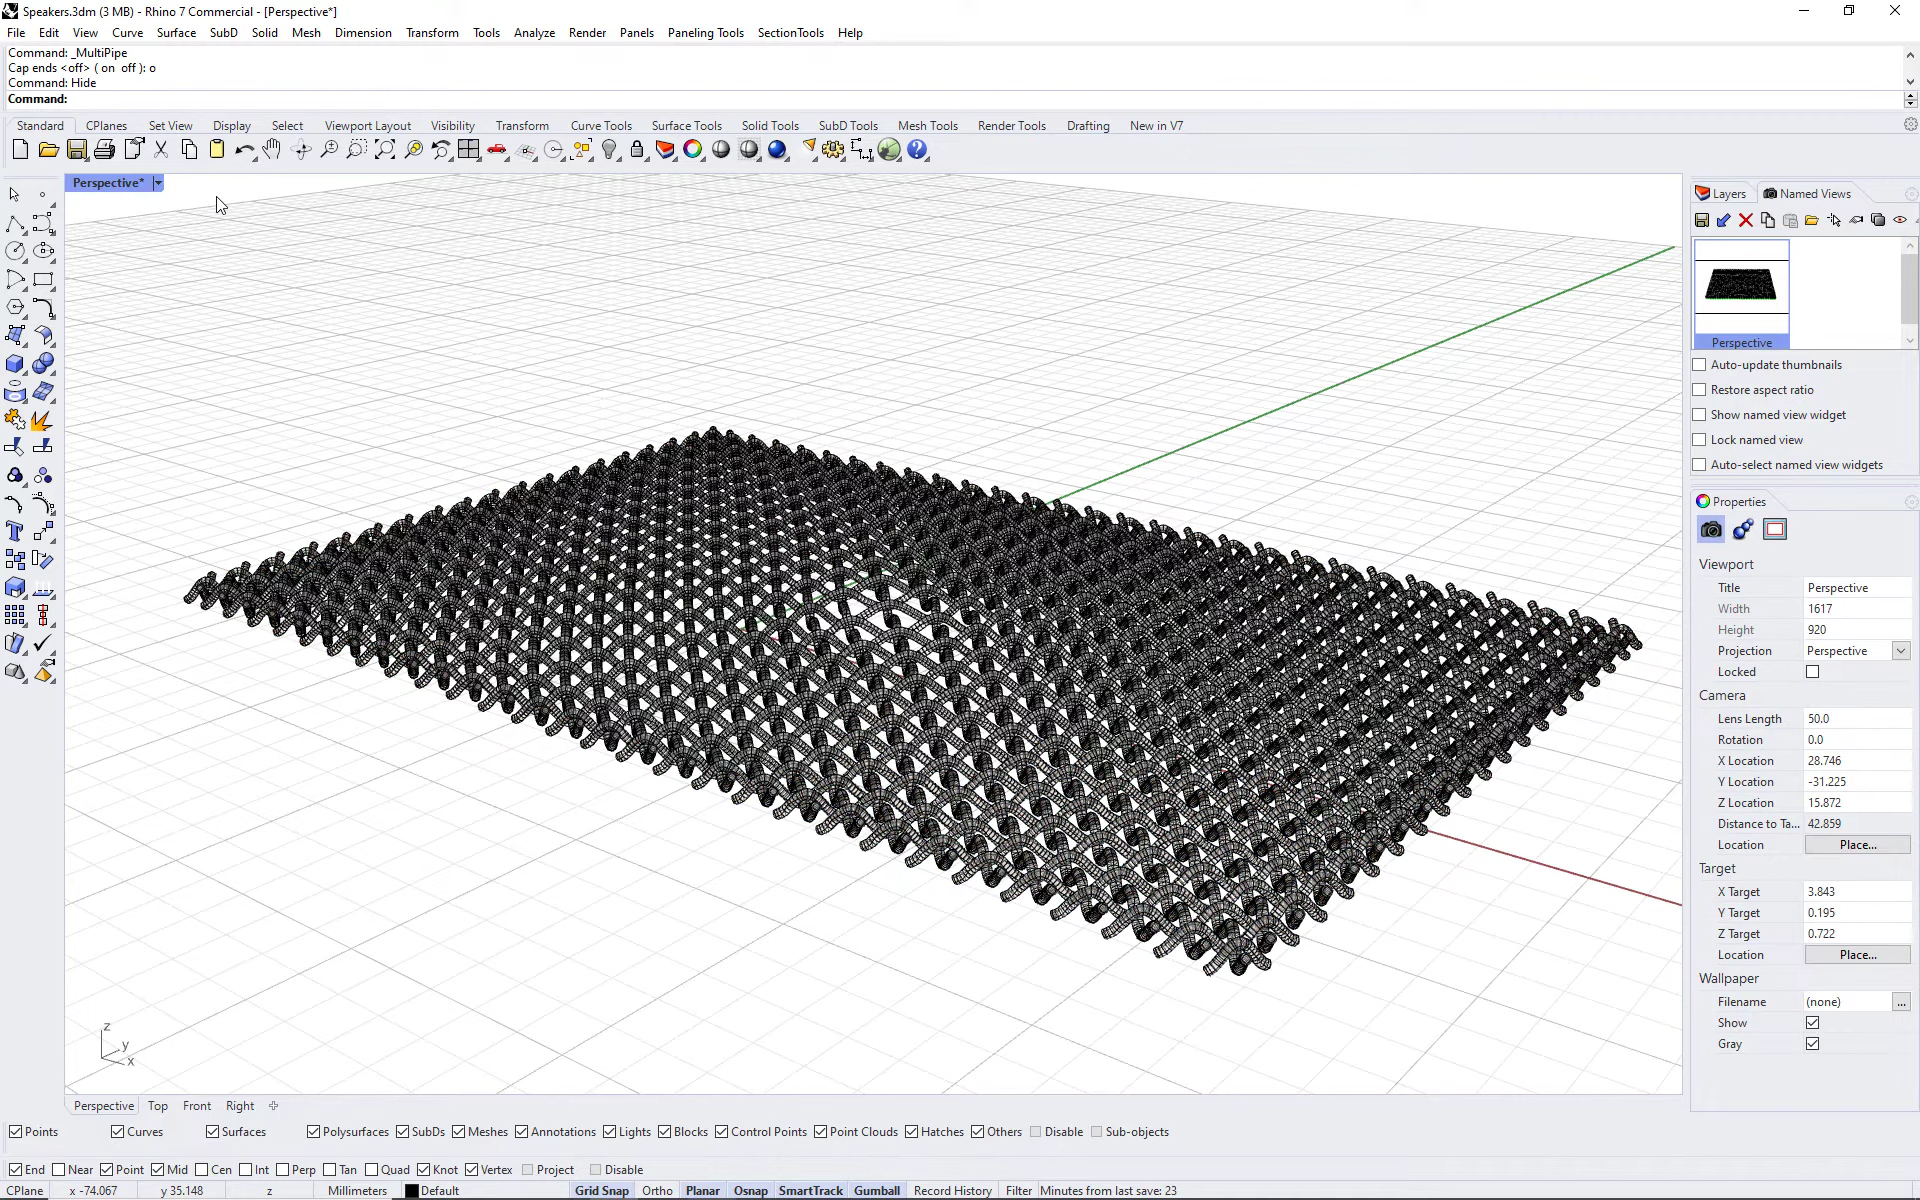 Speakers.3dm (3 MB) - Rhino 7 Commercial - [Perspective*]
File Edit View Curve Surface SubD Solid Mesh Dimension Transform Tools Analyze Render Panels Paneling Tools SectionTools Help
Command: _MultiPipe
Cap ends <off> ( on off ): o
Command: Hide
Command:
Standard CPlanes Set View Display Select Viewport Layout Visibility Transform Curve Tools Surface Tools Solid Tools SubD Tools Mesh Tools Render Tools Drafting New in V7
Perspective*
Layers Named Views
Perspective
Auto-update thumbnails
Restore aspect ratio
Show named view widget
Lock named view
Auto-select named view widgets
Properties
Viewport
Title Perspective
Width 1617
Height 920
Projection Perspective
Locked
Camera
Lens Length 50.0
Rotation 0.0
X Location 28.746
Y Location -31.225
Z Location 15.872
Distance to Ta... 42.859
Location Place...
Target
X Target 3.843
Y Target 0.195
Z Target 0.722
Location Place...
Wallpaper
Filename (none) ...
Show
Gray
z
y
x
Perspective Top Front Right
Points Curves Surfaces Polysurfaces SubDs Meshes Annotations Lights Blocks Control Points Point Clouds Hatches Others Disable Sub-objects
End Near Point Mid Cen Int Perp Tan Quad Knot Vertex Project Disable
CPlane x -74.067 y 35.148 z Millimeters Default Grid Snap Ortho Planar Osnap SmartTrack Gumball Record History Filter Minutes from last save: 23